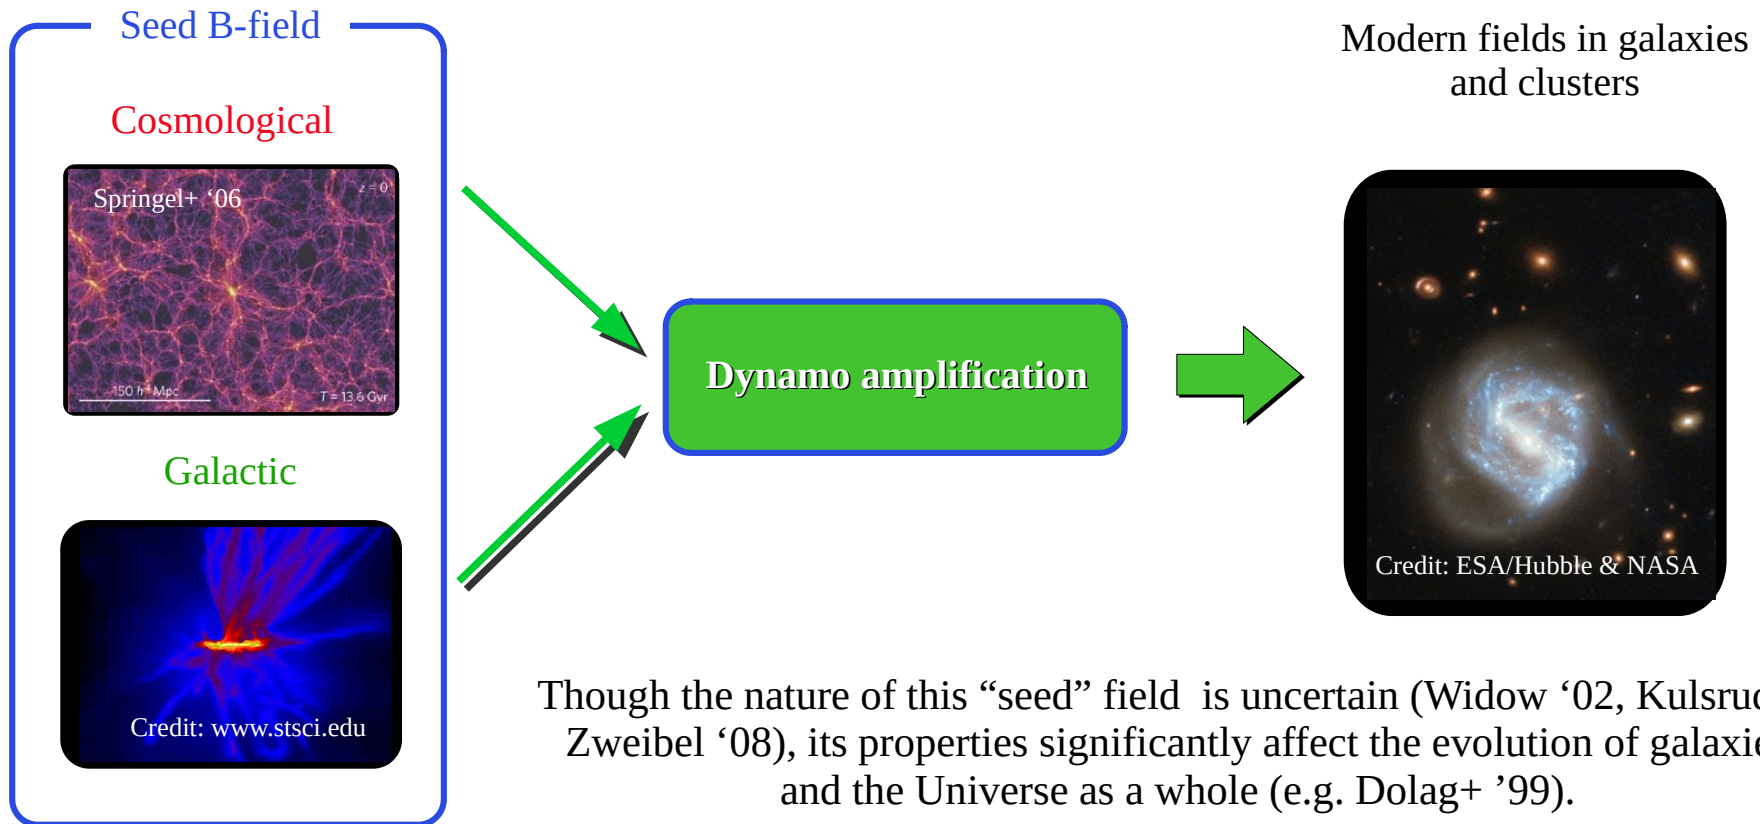 Seed B-field
Cosmological
Springel+ ‘06
z = 0
150 h⁻¹ Mpc
T = 13.6 Gyr
Galactic
Credit: www.stsci.edu
Dynamo amplification
Modern fields in galaxies
and clusters
Credit: ESA/Hubble & NASA
Though the nature of this “seed” field is uncertain (Widow ‘02, Kulsrud
Zweibel ‘08), its properties significantly affect the evolution of galaxie
and the Universe as a whole (e.g. Dolag+ ’99).